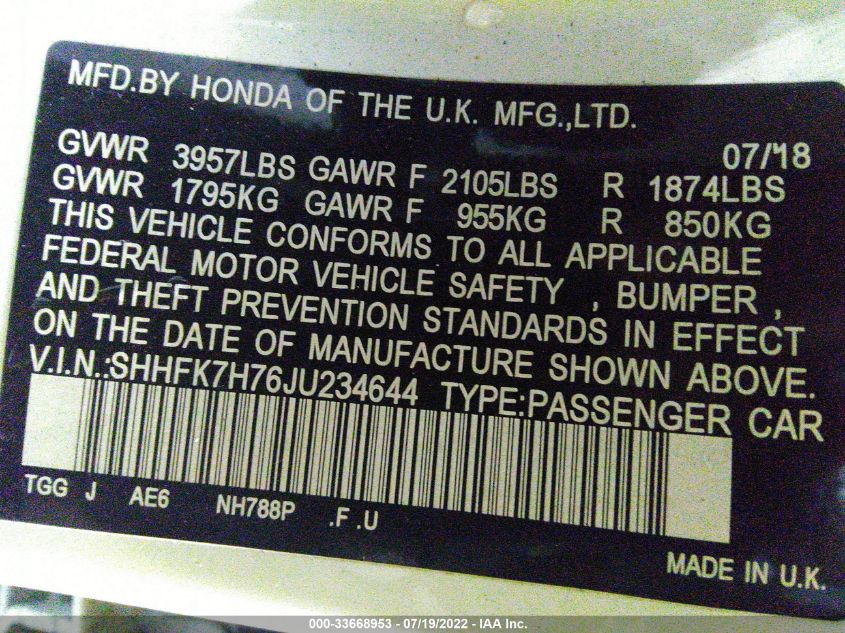 MFD.BY HONDA OF THE U.K. MFG.,LTD.
07/18
GVWR 3957LBS GAWR F 2105LBS R 1874LBS
GVWR 1795KG GAWR F 955KG R 850KG
THIS VEHICLE CONFORMS TO ALL APPLICABLE
FEDERAL MOTOR VEHICLE SAFETY , BUMPER ,
AND THEFT PREVENTION STANDARDS IN EFFECT
ON THE DATE OF MANUFACTURE SHOWN ABOVE.
V.I.N.:SHHFK7H76JU234644 TYPE:PASSENGER CAR
TGG J AE6 NH788P .F .U
MADE IN U.K.
000-33668953 - 07/19/2022 - IAA Inc.